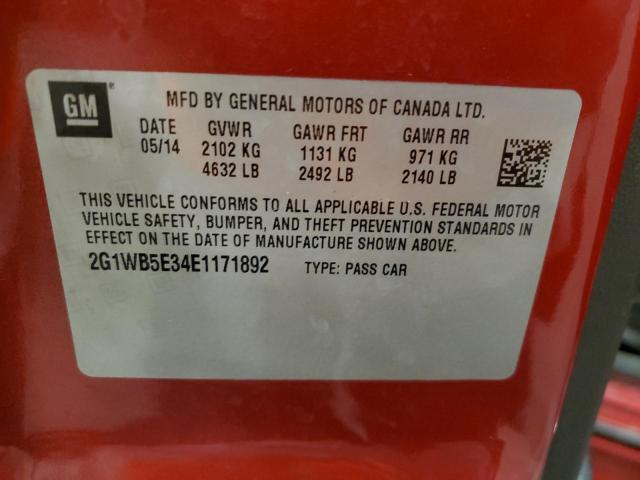 GM ®
MFD BY GENERAL MOTORS OF CANADA LTD.
DATE GVWR GAWR FRT GAWR RR
05/14 2102 KG 1131 KG 971 KG
4632 LB 2492 LB 2140 LB
THIS VEHICLE CONFORMS TO ALL APPLICABLE U.S. FEDERAL MOTOR
VEHICLE SAFETY, BUMPER, AND THEFT PREVENTION STANDARDS IN
EFFECT ON THE DATE OF MANUFACTURE SHOWN ABOVE.
2G1WB5E34E1171892 TYPE: PASS CAR